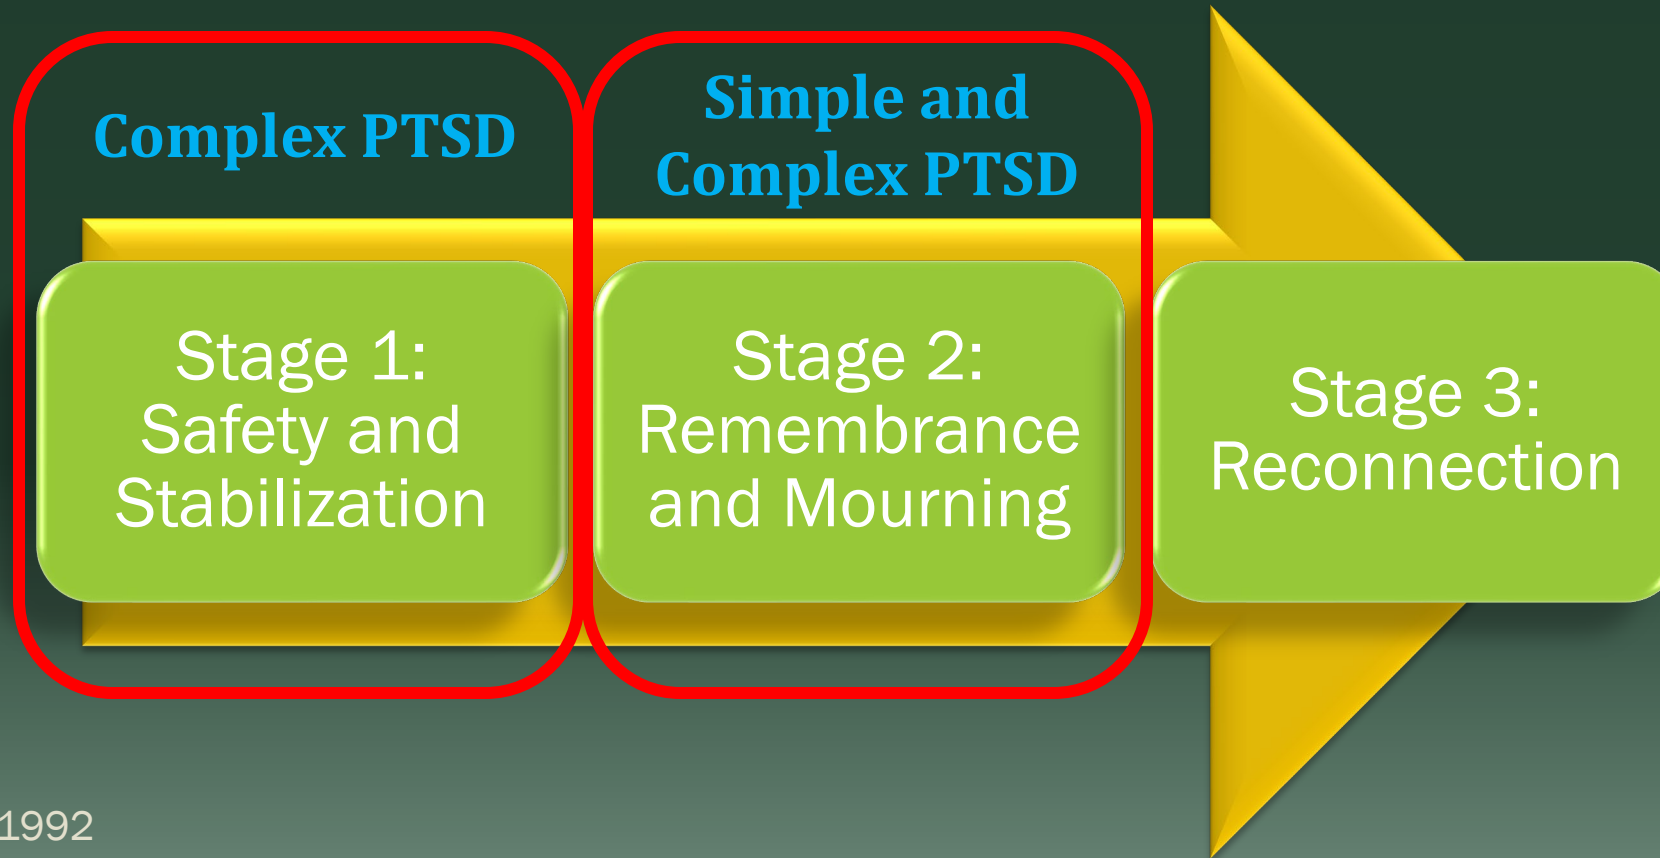 Complex PTSD
Simple and
Complex PTSD
Stage 1:
Safety and
Stabilization
Stage 2:
Remembrance
and Mourning
Stage 3:
Reconnection
1992